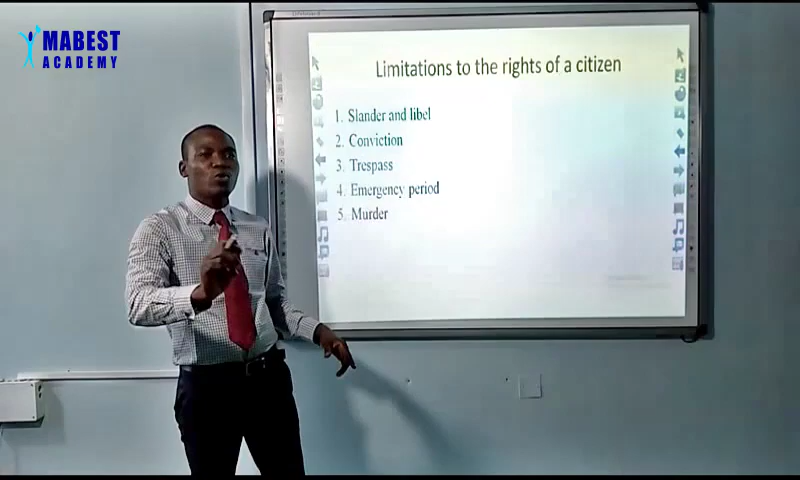 MABEST
ACADEMY
Limitations to the rights of a citizen
1. Slander and libel
2. Conviction
3. Trespass
4. Emergency period
5. Murder